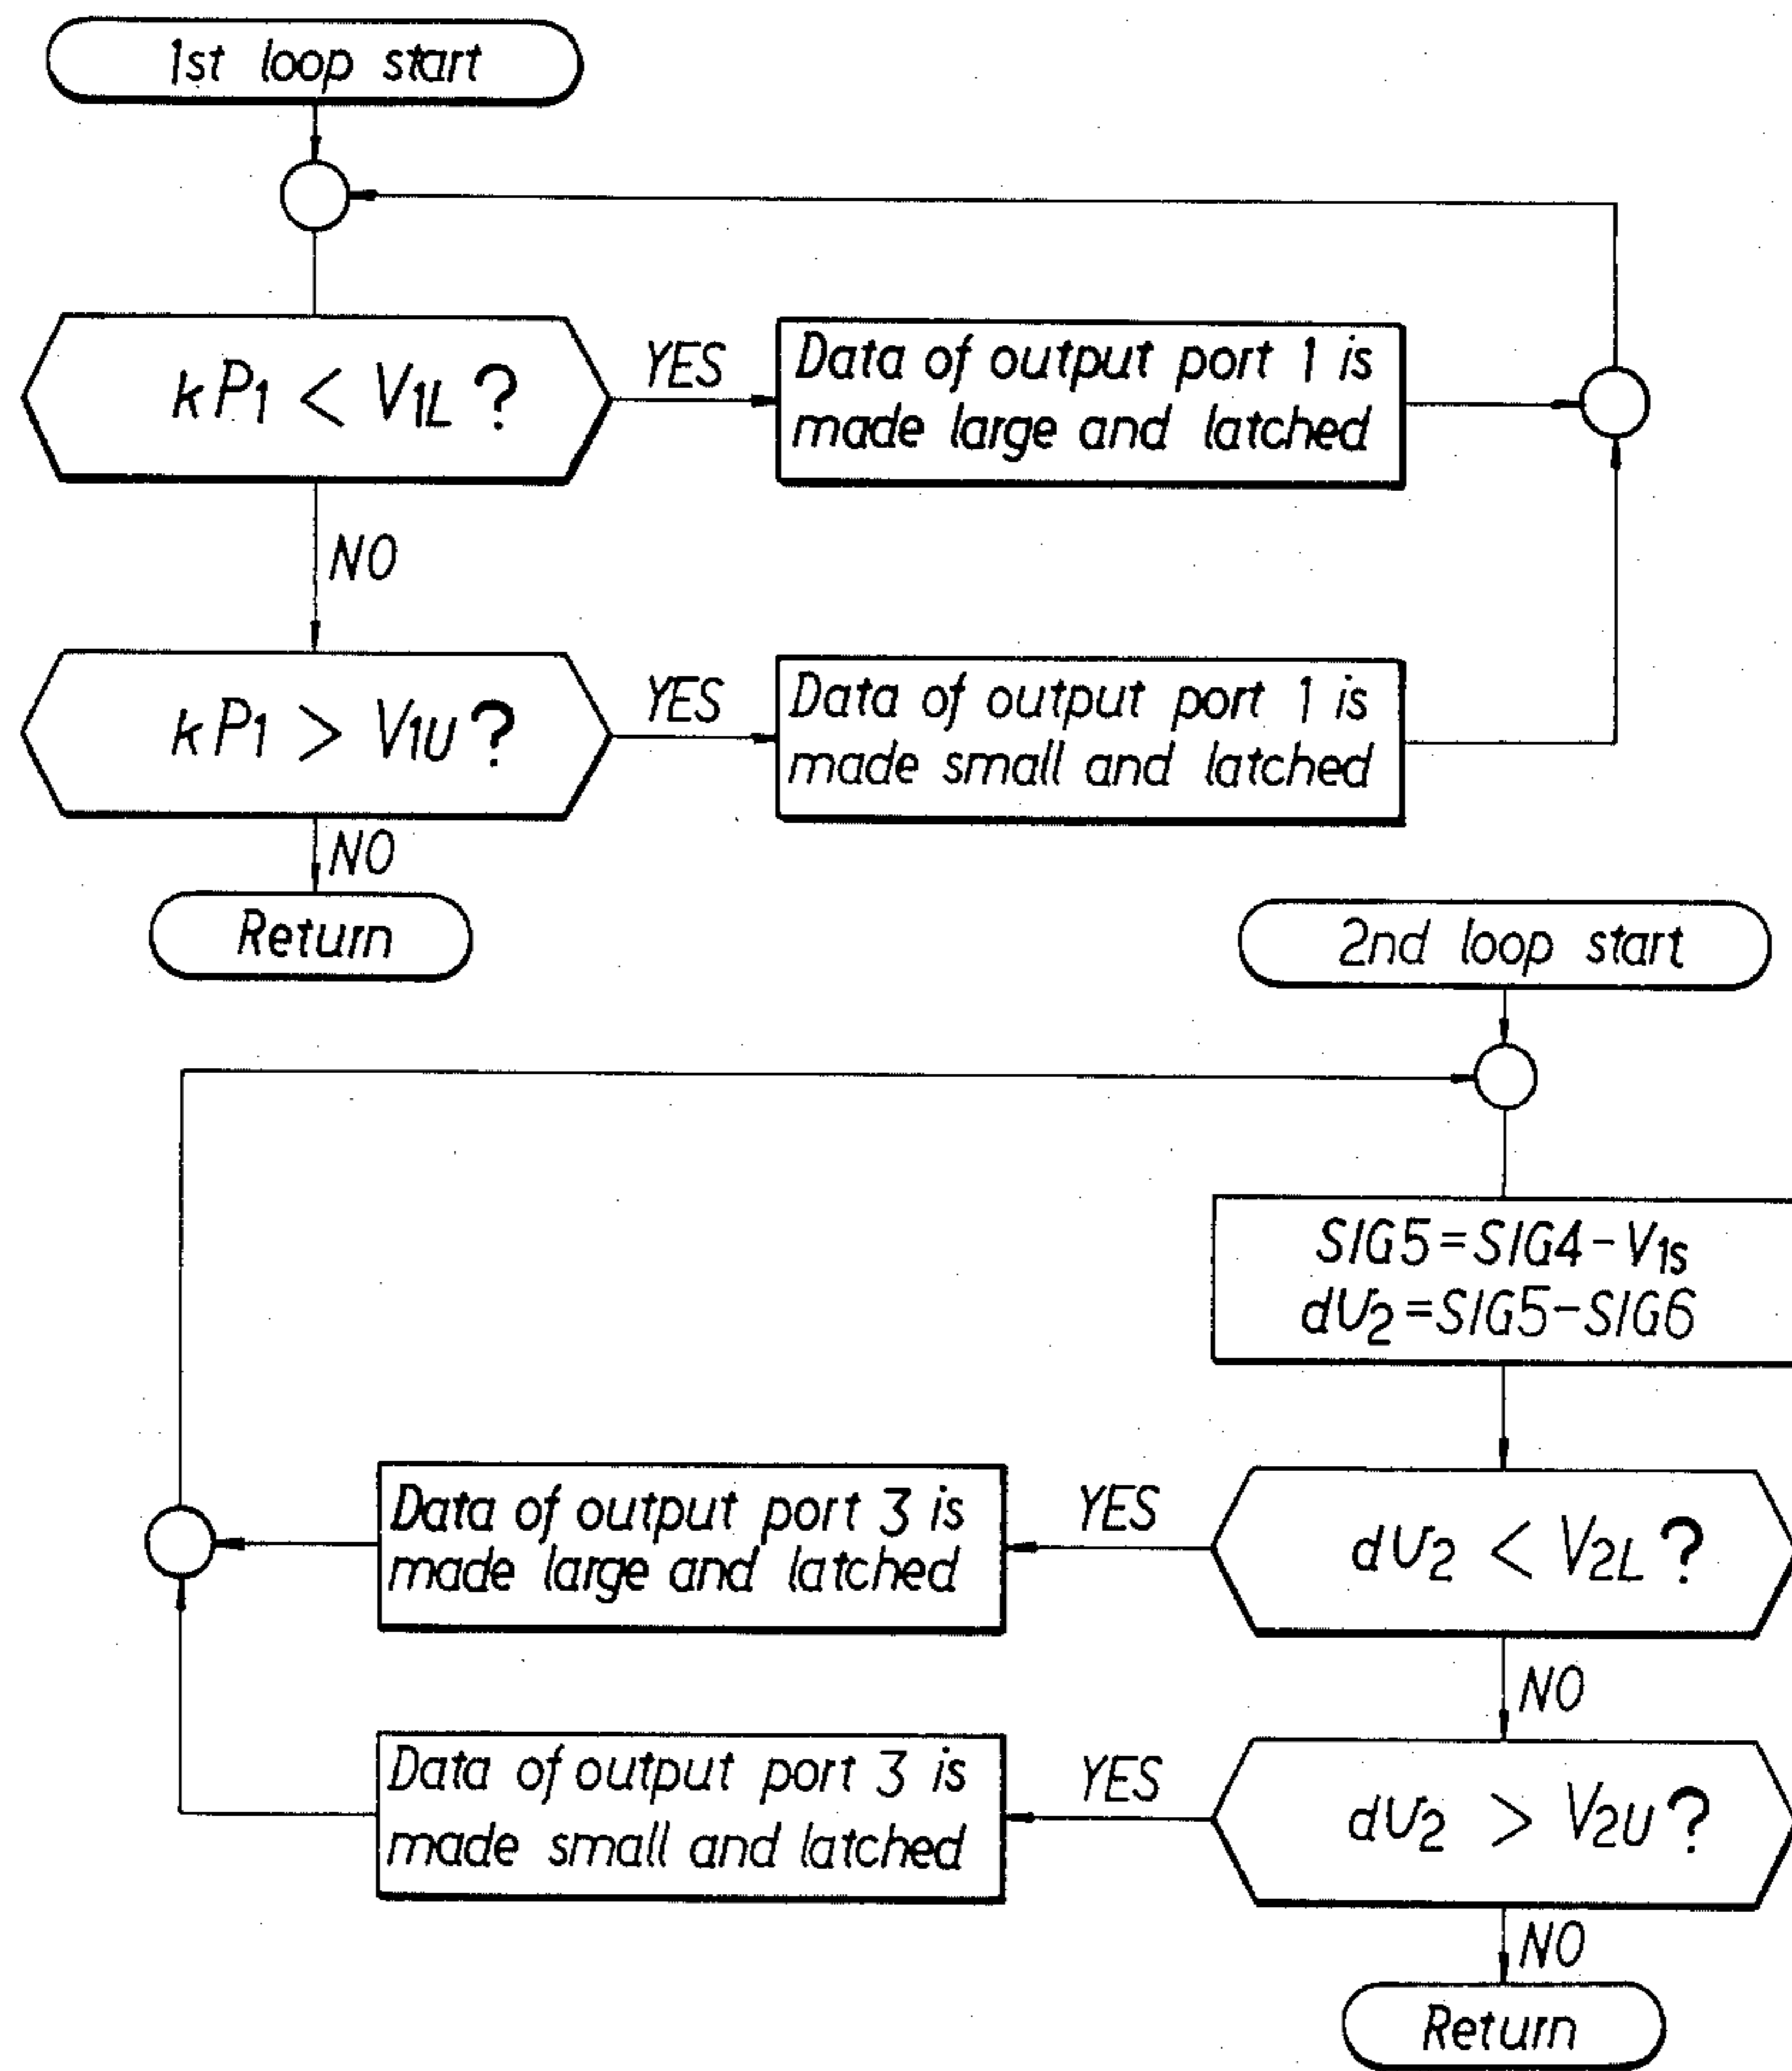 1st loop start
kP1 < V1L ?
YES
Data of output port 1 is
made large and latched
NO
kP1 > V1U ?
YES
Data of output port 1 is
made small and latched
NO
Return
2nd loop start
SIG5=SIG4-V1s
dU2=SIG5-SIG6
dU2 < V2L ?
YES
Data of output port 3 is
made large and latched
NO
dU2 > V2U ?
YES
Data of output port 3 is
made small and latched
NO
Return